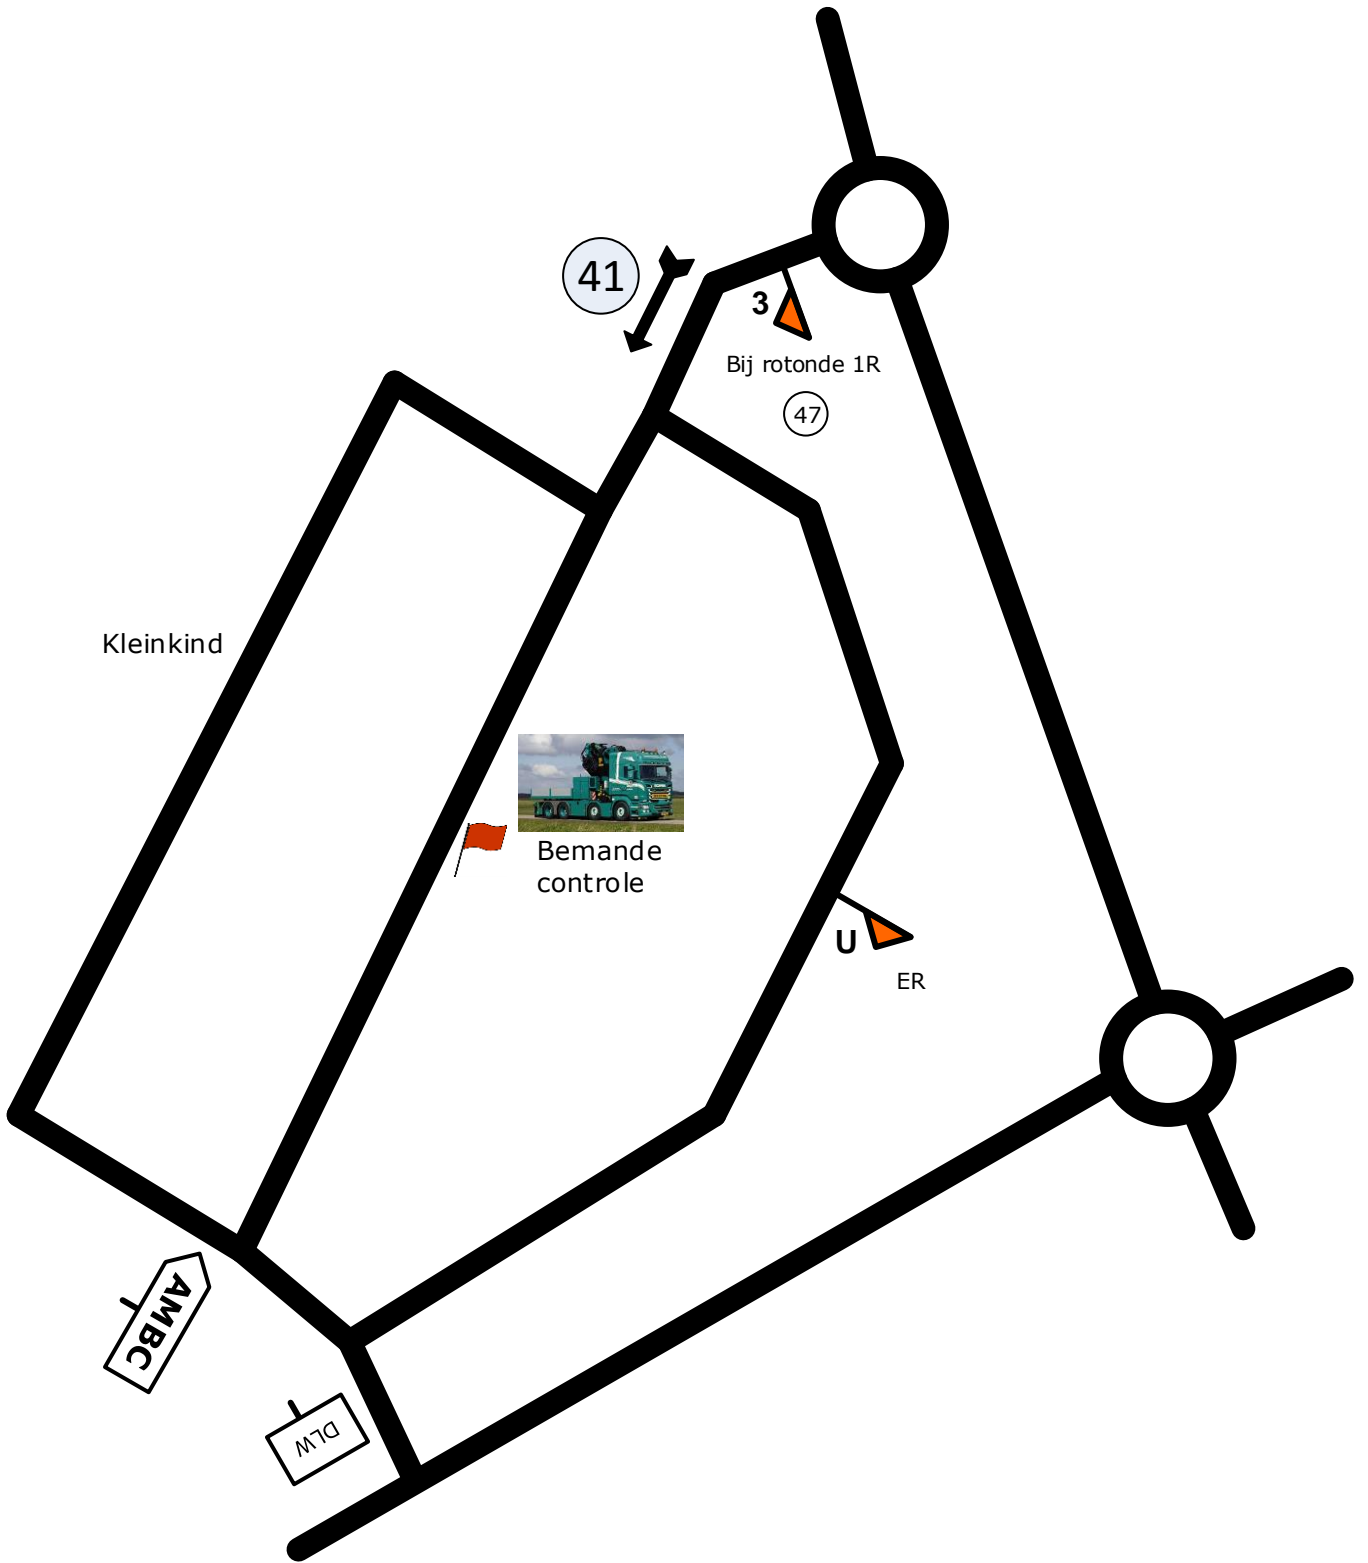 41
3
Bij rotonde 1R
47
Kleinkind
Bemande
controle
U
ER
AMBC
DLW